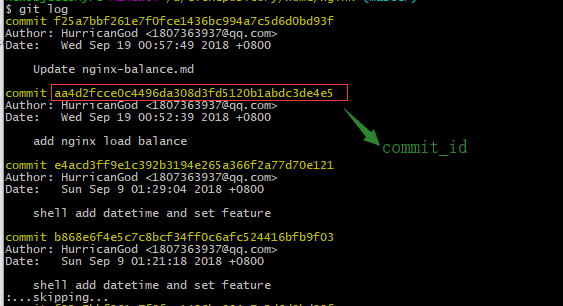 $ git log
commit f25a7bbf261e7f0fce1436bc994a7c5d6d0bd93f
Author: HurricanGod <1807363937@qq.com>
Date:   Wed Sep 19 00:57:49 2018 +0800
Update nginx-balance.md
commit aa4d2fcce0c4496da308d3fd5120b1abdc3de4e5
Author: HurricanGod <1807363937@qq.com>
Date:   Wed Sep 19 00:52:39 2018 +0800
add nginx load balance
commit_id
commit e4acd3ff9e1c392b3194e265a366f2a77d70e121
Author: HurricanGod <1807363937@qq.com>
Date:   Sun Sep 9 01:29:04 2018 +0800
shell add datetime and set feature
commit b868e6f4e5c7c8bcf34ff0c6afc524416bfb9f03
Author: HurricanGod <1807363937@qq.com>
Date:   Sun Sep 9 01:21:18 2018 +0800
shell add datetime and set feature
:...skipping...